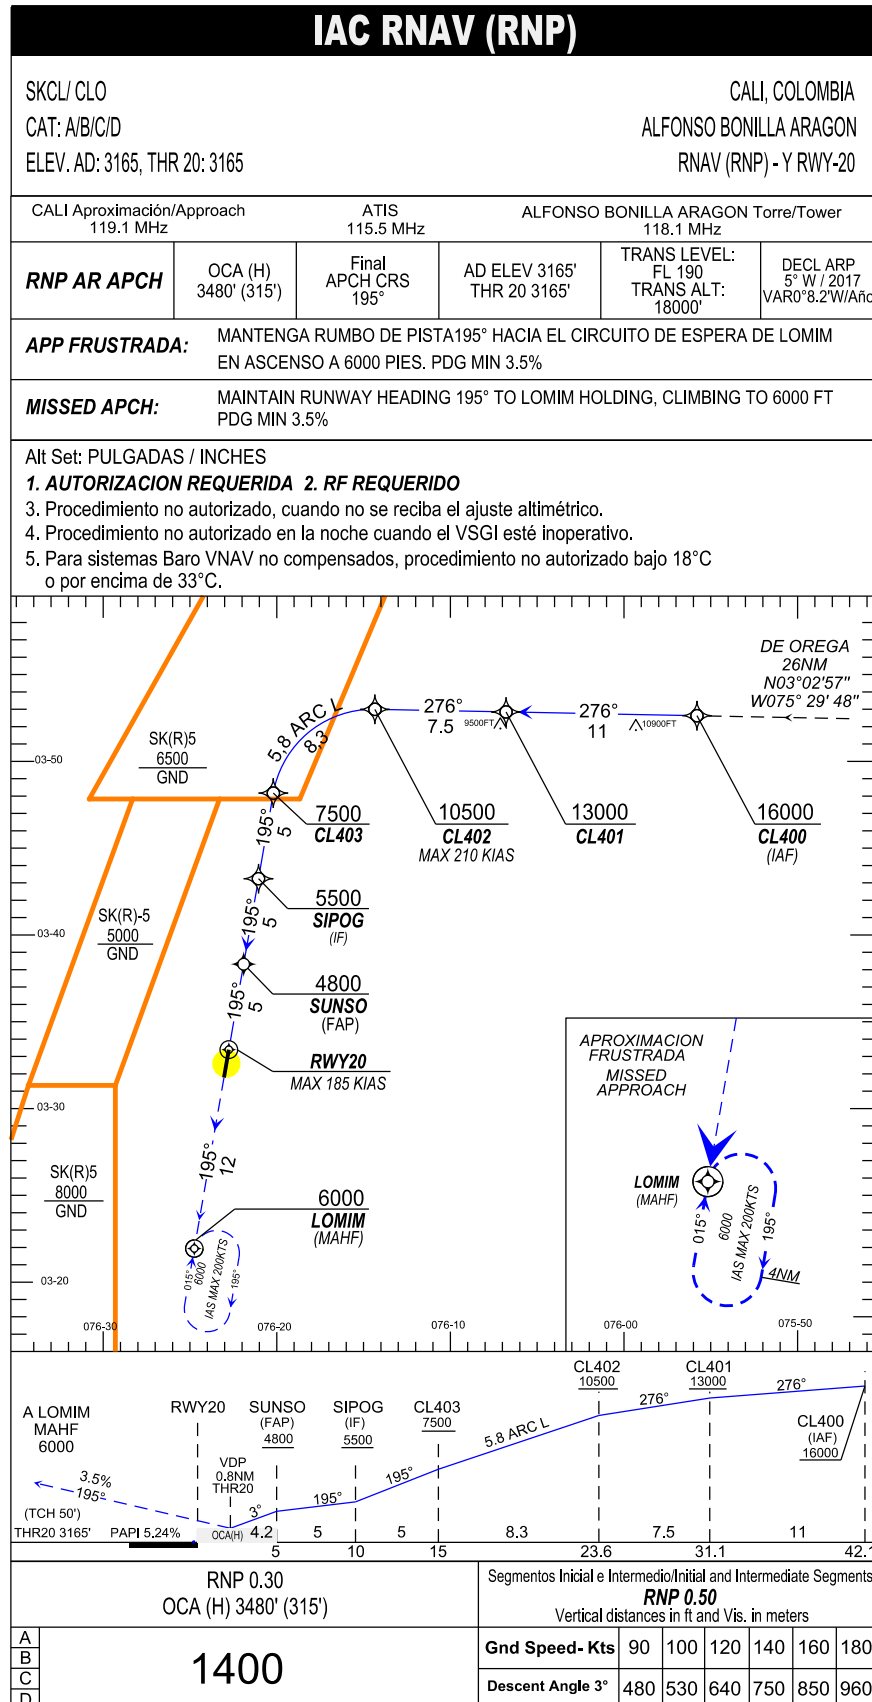 IAC RNAV (RNP)
SKCL/ CLO
CALI, COLOMBIA
CAT: A/B/C/D
ALFONSO BONILLA ARAGON
ELEV. AD: 3165, THR 20: 3165
RNAV (RNP) - Y RWY-20
CALI Aproximación/Approach
119.1 MHz
ATIS
115.5 MHz
ALFONSO BONILLA ARAGON Torre/Tower
118.1 MHz
RNP AR APCH
OCA (H)
3480' (315')
Final
APCH CRS
195°
AD ELEV 3165'
THR 20 3165'
TRANS LEVEL:
FL 190
TRANS ALT:
18000'
DECL ARP
5° W / 2017
VAR0°8.2'W/Año
APP FRUSTRADA:
MANTENGA RUMBO DE PISTA195° HACIA EL CIRCUITO DE ESPERA DE LOMIM
EN ASCENSO A 6000 PIES. PDG MIN 3.5%
MISSED APCH:
MAINTAIN RUNWAY HEADING 195° TO LOMIM HOLDING, CLIMBING TO 6000 FT
PDG MIN 3.5%
Alt Set: PULGADAS / INCHES
1. AUTORIZACION REQUERIDA 2. RF REQUERIDO
3. Procedimiento no autorizado, cuando no se reciba el ajuste altimétrico.
4. Procedimiento no autorizado en la noche cuando el VSGI esté inoperativo.
5. Para sistemas Baro VNAV no compensados, procedimiento no autorizado bajo 18°C
o por encima de 33°C.
DE OREGA
26NM
N03°02'57"
W075° 29' 48"
276°
7.5
9500FT
276°
11
10900FT
5,8 ARC L
8,3
SK(R)5
6500
GND
03-50
7500
CL403
10500
CL402
MAX 210 KIAS
13000
CL401
16000
CL400
(IAF)
195°
5
5500
SIPOG
(IF)
SK(R)-5
5000
GND
03-40
195°
5
4800
SUNSO
(FAP)
195°
5
RWY20
MAX 185 KIAS
APROXIMACION
FRUSTRADA
MISSED
APPROACH
03-30
195°
12
SK(R)5
8000
GND
6000
LOMIM
(MAHF)
LOMIM
(MAHF)
015°
6000
IAS MAX 200KTS
195°
4NM
015°
6000
IAS MAX 200KTS
195°
03-20
076-30
076-20
076-10
076-00
075-50
A LOMIM
MAHF
6000
RWY20
SUNSO
(FAP)
4800
SIPOG
(IF)
5500
CL403
7500
CL402
10500
CL401
13000
CL400
(IAF)
16000
276°
276°
5.8 ARC L
195°
195°
3°
VDP
0.8NM
THR20
3.5%
195°
(TCH 50')
THR20 3165'
PAPI 5,24%
OCA(H)
4.2
5
5
8.3
7.5
11
5
10
15
23.6
31.1
42.1
RNP 0.30
OCA (H) 3480' (315')
Segmentos Inicial e Intermedio/Initial and Intermediate Segments
RNP 0.50
Vertical distances in ft and Vis. in meters
A
B
C
D
1400
Gnd Speed- Kts 90 100 120 140 160 180
Descent Angle 3° 480 530 640 750 850 960